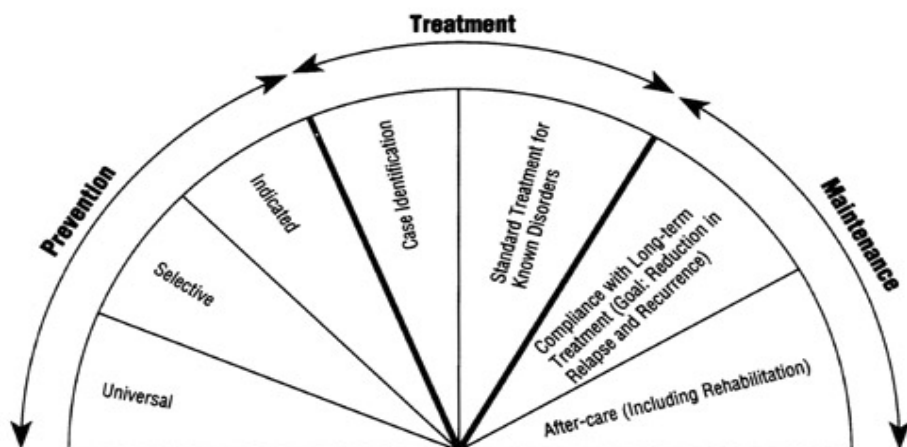 Treatment
Prevention
Maintenance
Universal
Selective
Indicated
Case Identification
Standard Treatment for
Known Disorders
Compliance with Long-term
Treatment (Goal: Reduction in
Relapse and Recurrence)
After-care (Including Rehabilitation)